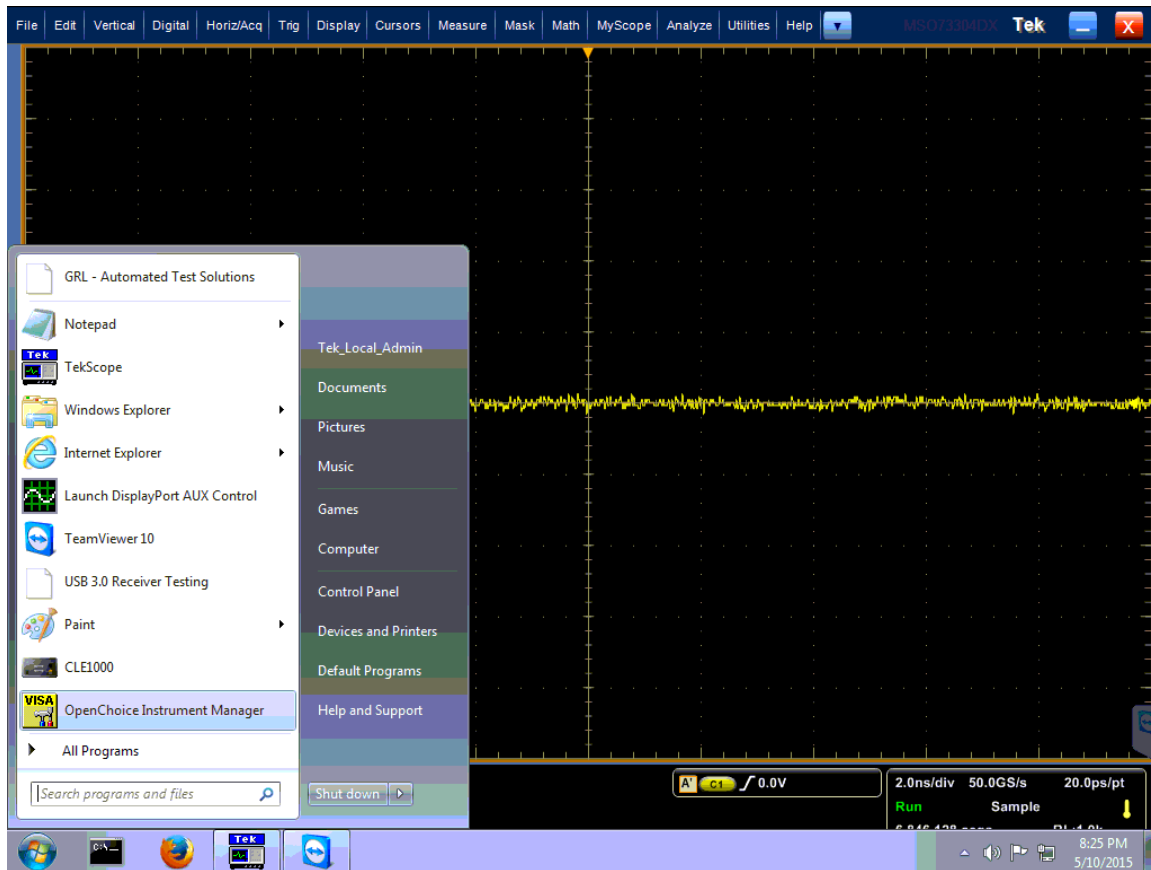 File Edit Vertical Digital Horiz/Acq Trig Display Cursors Measure Mask Math MyScope Analyze Utilities Help MSO73304DX Tek X
GRL - Automated Test Solutions
Notepad
Tek
TekScope
Windows Explorer
Internet Explorer
Launch DisplayPort AUX Control
TeamViewer 10
USB 3.0 Receiver Testing
Paint
CLE1000
VISA
OpenChoice Instrument Manager
All Programs
Search programs and files
Tek_Local_Admin
Documents
Pictures
Music
Games
Computer
Control Panel
Devices and Printers
Default Programs
Help and Support
Shut down
A' C1 0.0V
2.0ns/div 50.0GS/s 20.0ps/pt
Run Sample
C:\_
Tek
8:25 PM
5/10/2015